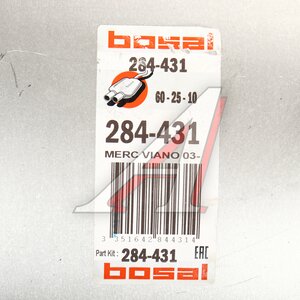 bosal
284-431
60-25-10
284-431
MERC VIANO 03-
3 351642 844314
EAC
Part Kit : 284-431
bosal